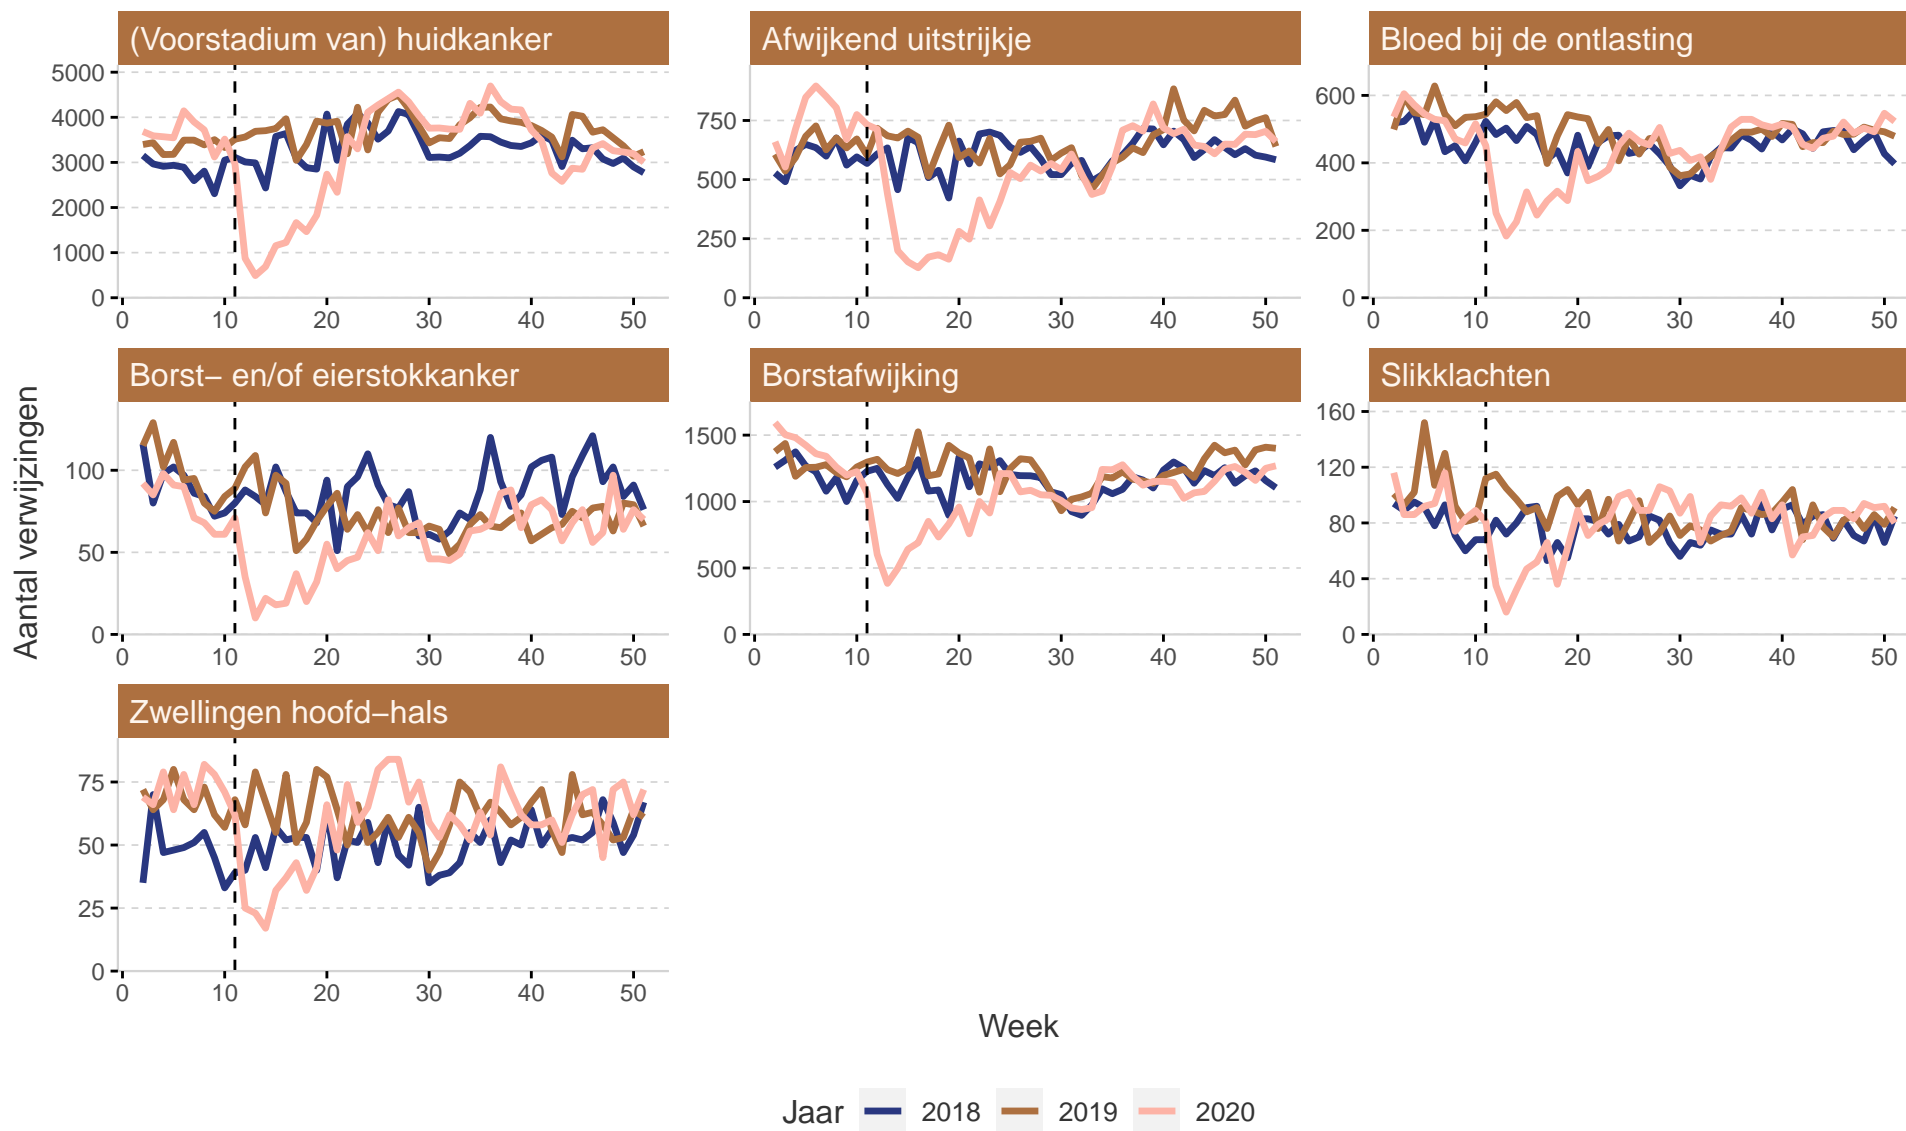 (Voorstadium van) huidkanker
Afwijkend uitstrijkje
Bloed bij de ontlasting
5000
4000
3000
2000
1000
0
0 10 20 30 40 50
750
500
250
0
0 10 20 30 40 50
600
400
200
0
0 10 20 30 40 50
Aantal verwijzingen
Borst– en/of eierstokkanker
Borstafwijking
Slikklachten
100
50
0
0 10 20 30 40 50
1500
1000
500
0
0 10 20 30 40 50
160
120
80
40
0
0 10 20 30 40 50
Zwellingen hoofd–hals
75
50
25
0
0 10 20 30 40 50
Week
Jaar 2018 2019 2020